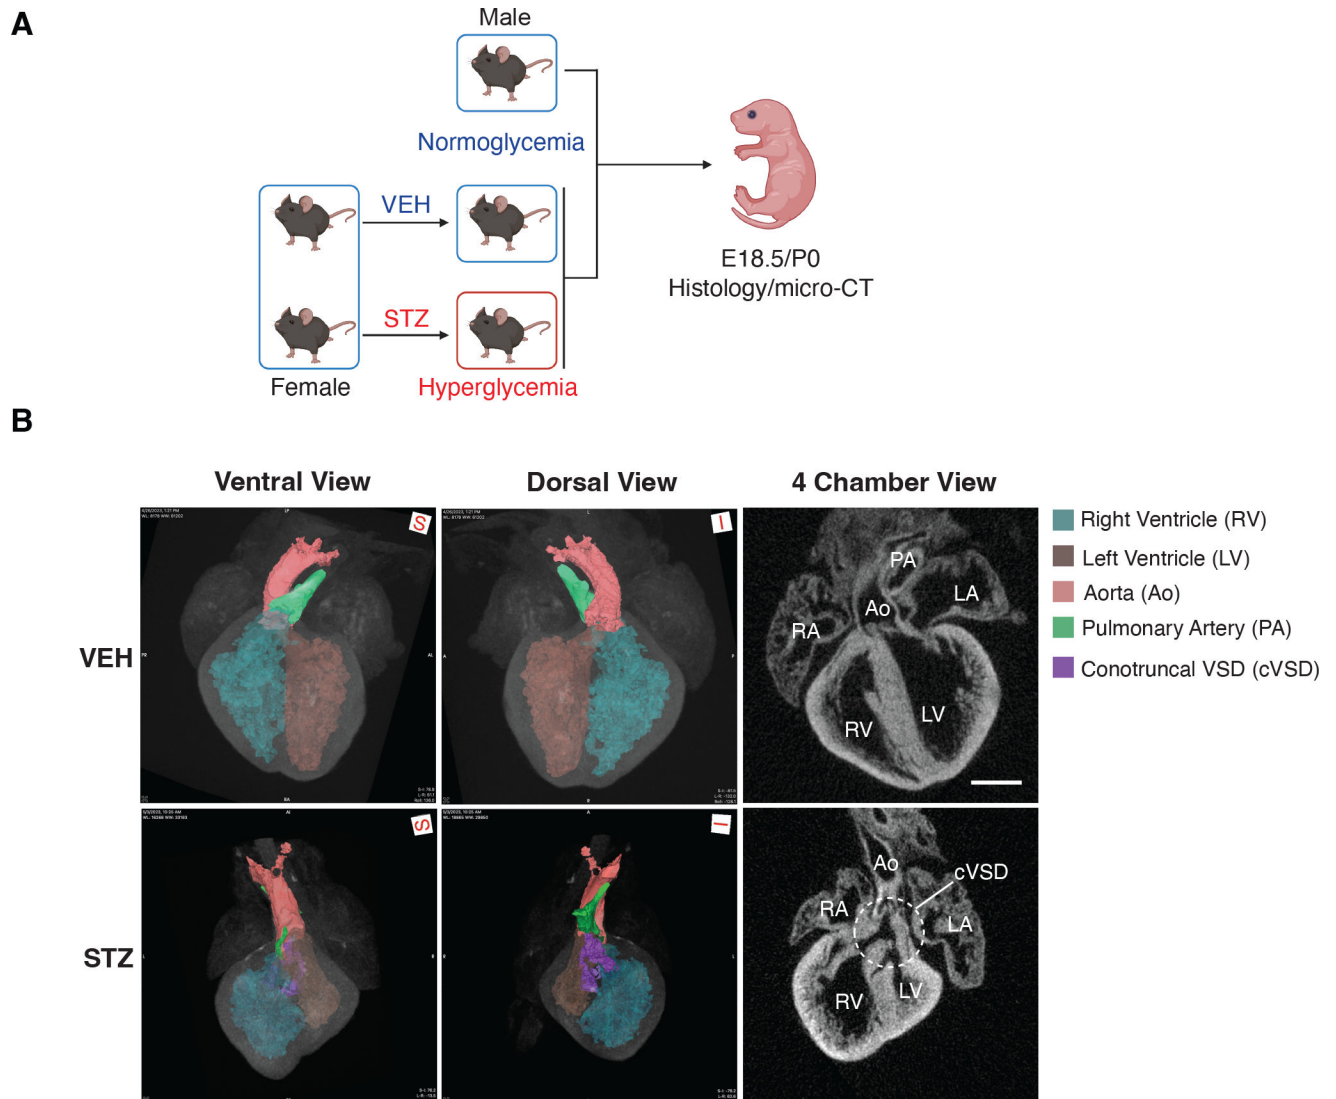 A
Male
Normoglycemia
VEH
STZ
Female
Hyperglycemia
E18.5/P0
Histology/micro-CT
B
Ventral View
Dorsal View
4 Chamber View
VEH
S
I
PA
Ao
LA
RA
RV
LV
Right Ventricle (RV)
Left Ventricle (LV)
Aorta (Ao)
Pulmonary Artery (PA)
Conotruncal VSD (cVSD)
STZ
S
I
Ao
cVSD
RA
LA
RV
LV